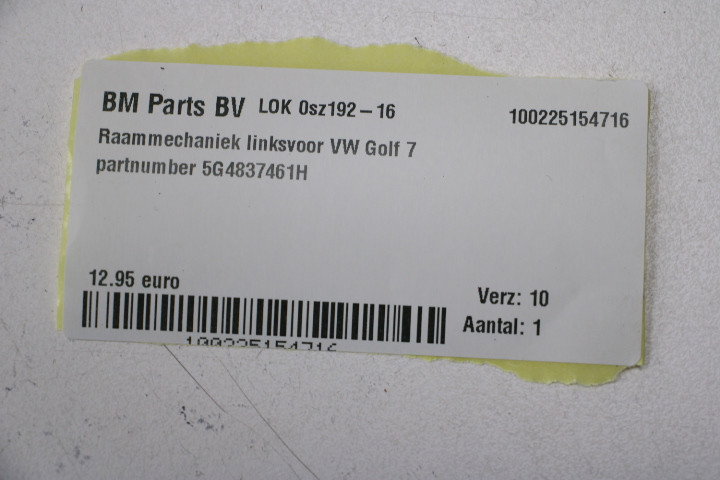 BM Parts BV LOK 0sz192-16 100225154716
Raammechaniek linksvoor VW Golf 7
partnumber 5G4837461H
12.95 euro
Verz: 10
Aantal: 1
100225154716